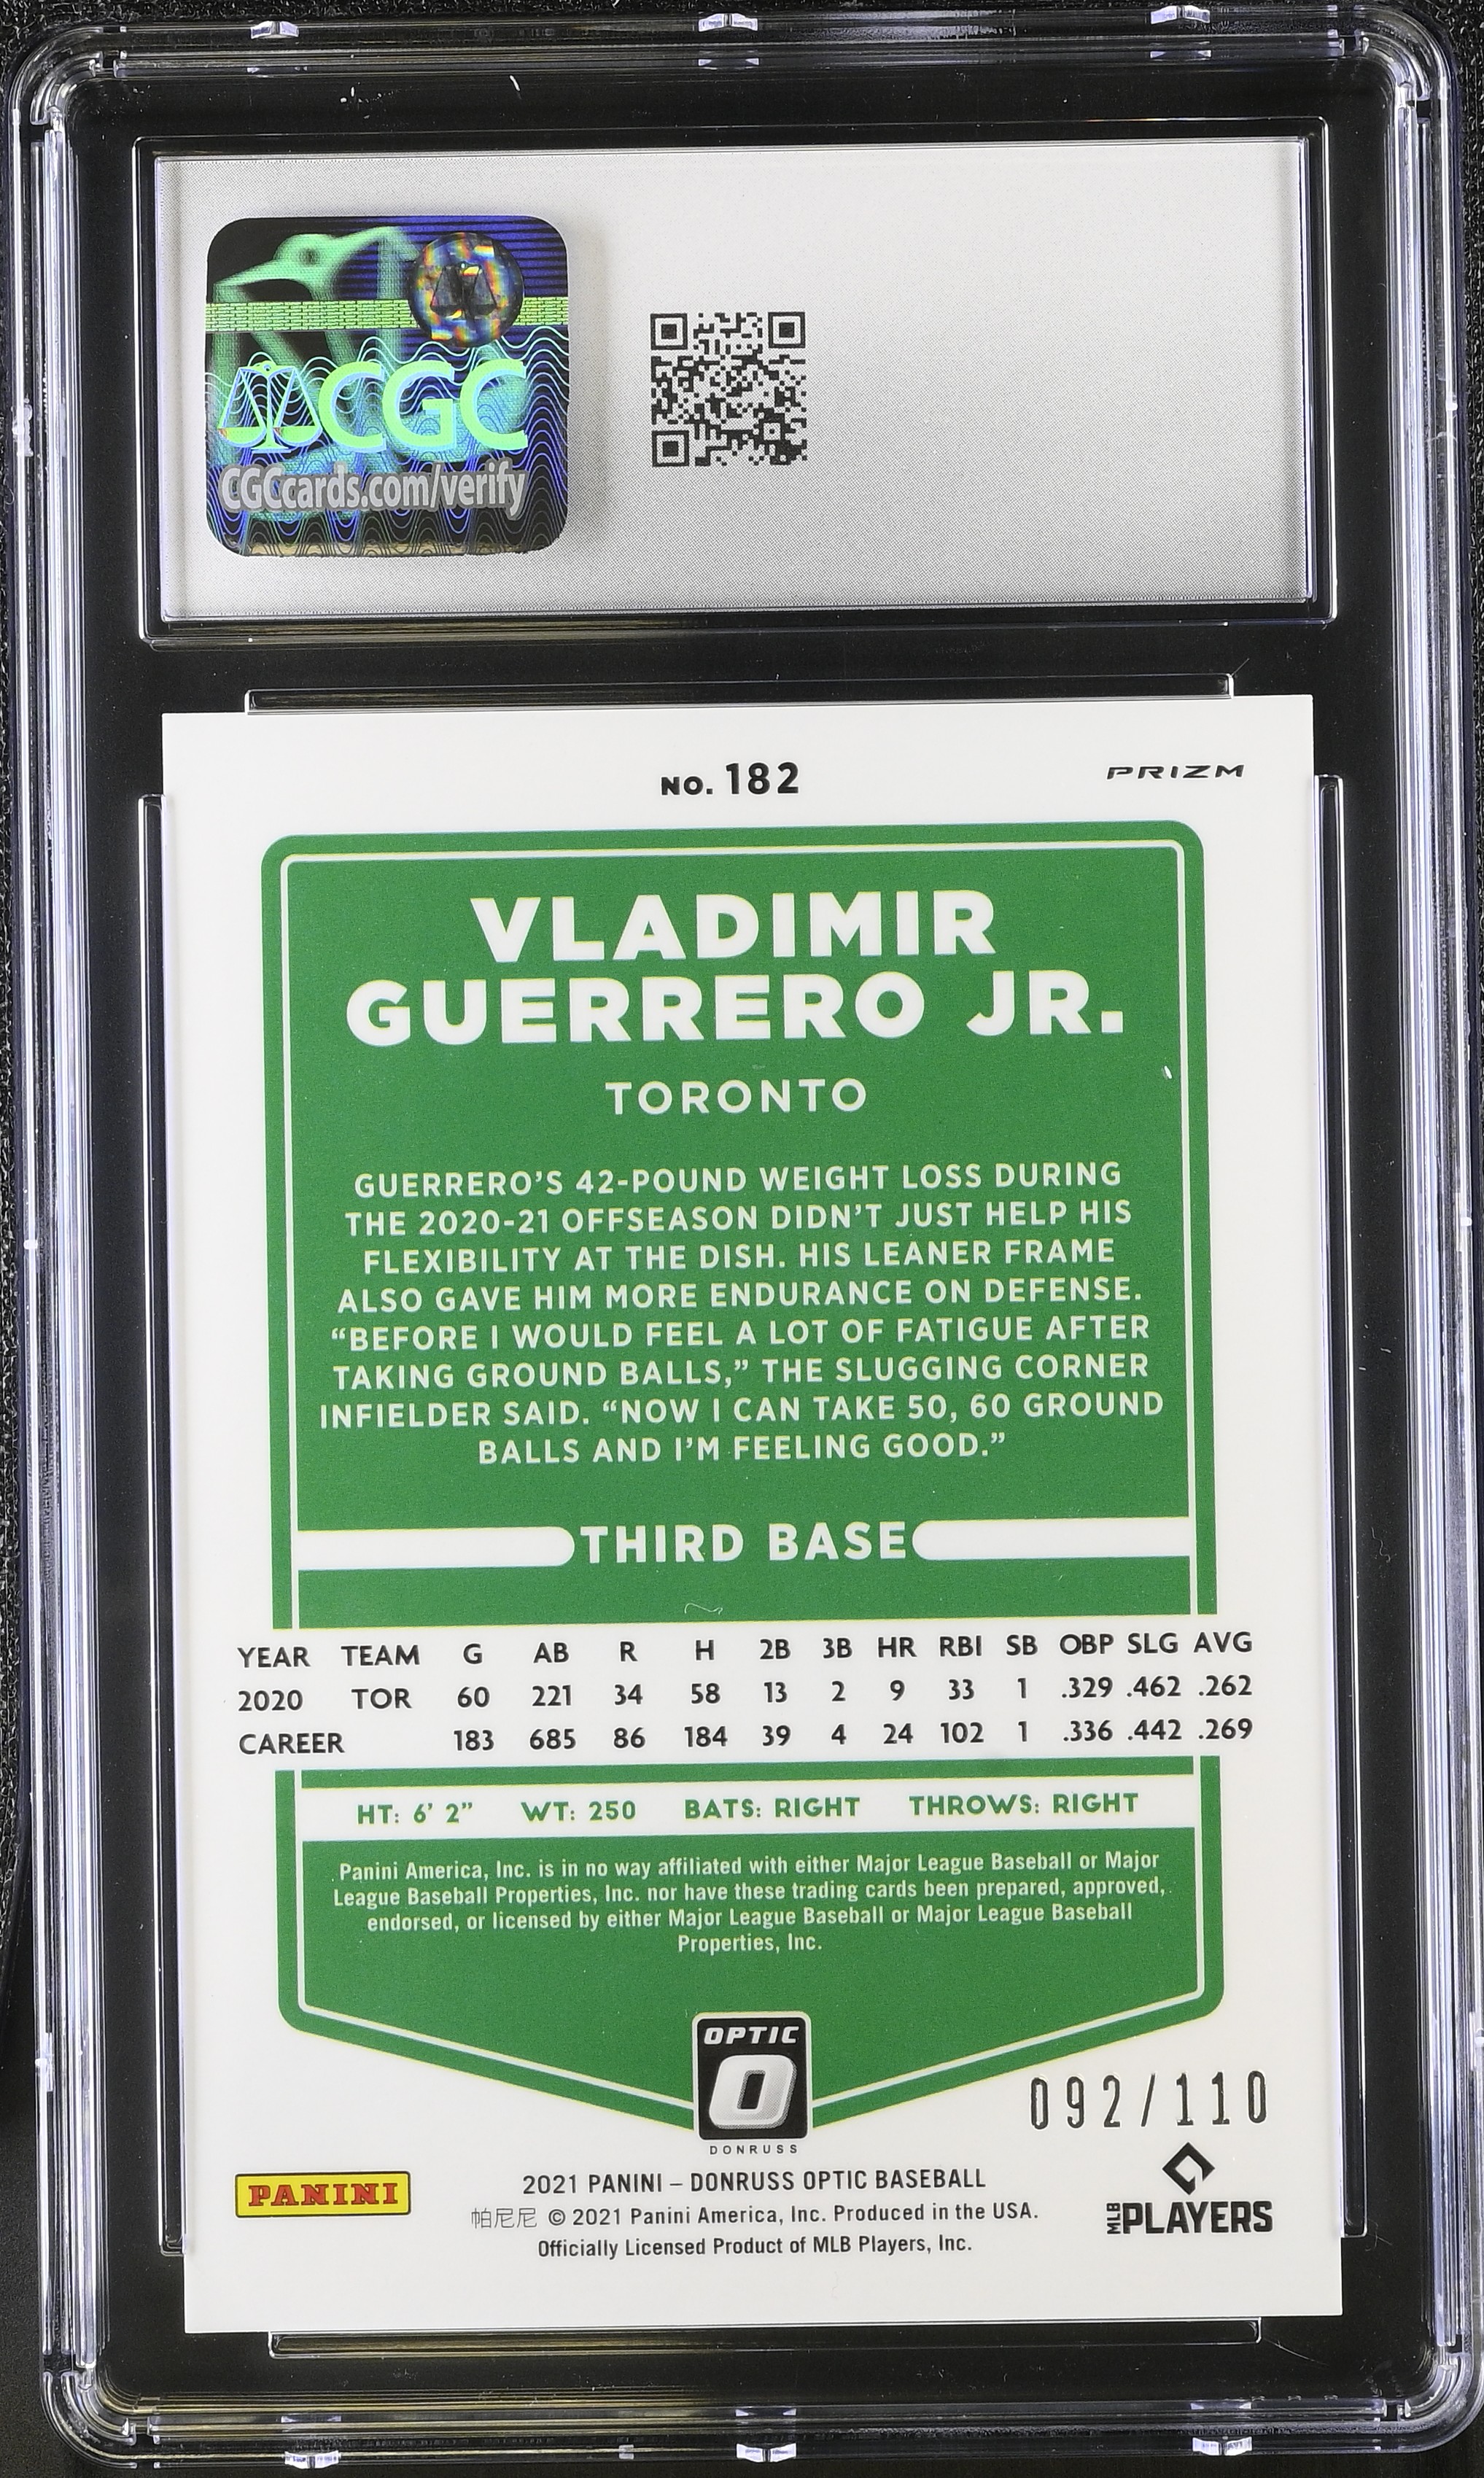 CGC
CGCcards.com/verify
NO. 182
PRIZM
VLADIMIR
GUERRERO JR.
TORONTO
GUERRERO'S 42-POUND WEIGHT LOSS DURING
THE 2020-21 OFFSEASON DIDN'T JUST HELP HIS
FLEXIBILITY AT THE DISH. HIS LEANER FRAME
ALSO GAVE HIM MORE ENDURANCE ON DEFENSE.
“BEFORE I WOULD FEEL A LOT OF FATIGUE AFTER
TAKING GROUND BALLS,” THE SLUGGING CORNER
INFIELDER SAID. “NOW I CAN TAKE 50, 60 GROUND
BALLS AND I'M FEELING GOOD.”
THIRD BASE
YEAR TEAM G AB R H 2B 3B HR RBI SB OBP SLG AVG
2020 TOR 60 221 34 58 13 2 9 33 1 .329 .462 .262
CAREER 183 685 86 184 39 4 24 102 1 .336 .442 .269
HT: 6' 2” WT: 250 BATS: RIGHT THROWS: RIGHT
Panini America, Inc. is in no way affiliated with either Major League Baseball or Major
League Baseball Properties, Inc. nor have these trading cards been prepared, approved,
endorsed, or licensed by either Major League Baseball or Major League Baseball
Properties, Inc.
OPTIC
O
DONRUSS
092/110
PANINI
2021 PANINI – DONRUSS OPTIC BASEBALL
帕尼尼 © 2021 Panini America, Inc. Produced in the USA.
Officially Licensed Product of MLB Players, Inc.
MLB PLAYERS